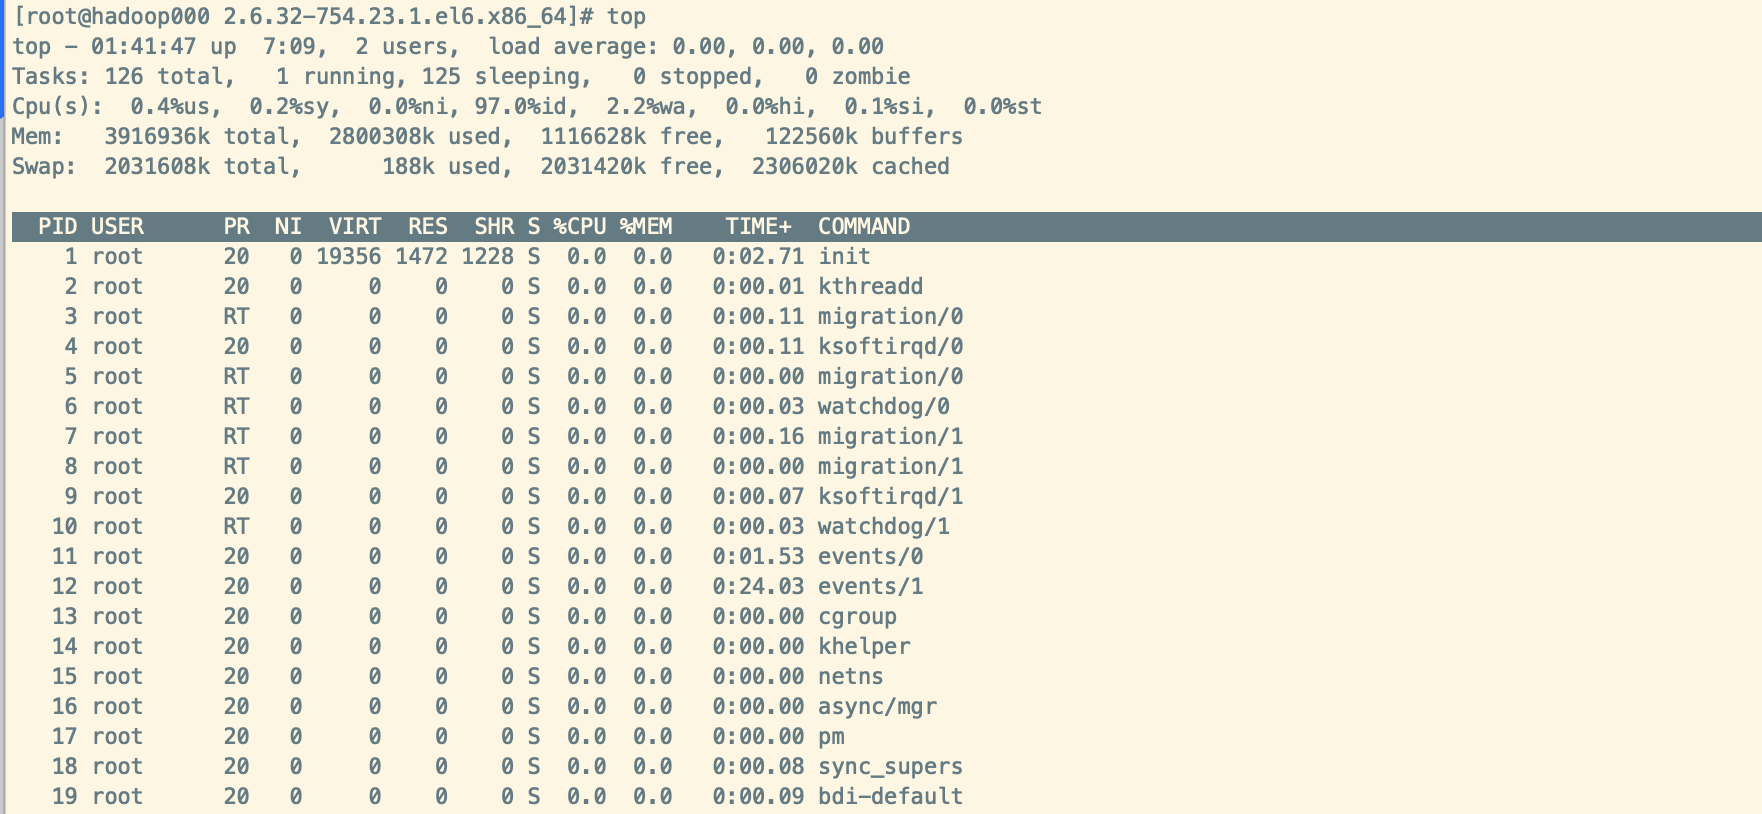 [root@hadoop000 2.6.32-754.23.1.el6.x86_64]# top
top - 01:41:47 up  7:09,  2 users,  load average: 0.00, 0.00, 0.00
Tasks: 126 total,   1 running, 125 sleeping,   0 stopped,   0 zombie
Cpu(s):  0.4%us,  0.2%sy,  0.0%ni, 97.0%id,  2.2%wa,  0.0%hi,  0.1%si,  0.0%st
Mem:   3916936k total,  2800308k used,  1116628k free,   122560k buffers
Swap:  2031608k total,      188k used,  2031420k free,  2306020k cached
  PID USER      PR  NI  VIRT  RES  SHR S %CPU %MEM    TIME+  COMMAND
    1 root      20   0 19356 1472 1228 S  0.0  0.0   0:02.71 init
    2 root      20   0     0    0    0 S  0.0  0.0   0:00.01 kthreadd
    3 root      RT   0     0    0    0 S  0.0  0.0   0:00.11 migration/0
    4 root      20   0     0    0    0 S  0.0  0.0   0:00.11 ksoftirqd/0
    5 root      RT   0     0    0    0 S  0.0  0.0   0:00.00 migration/0
    6 root      RT   0     0    0    0 S  0.0  0.0   0:00.03 watchdog/0
    7 root      RT   0     0    0    0 S  0.0  0.0   0:00.16 migration/1
    8 root      RT   0     0    0    0 S  0.0  0.0   0:00.00 migration/1
    9 root      20   0     0    0    0 S  0.0  0.0   0:00.07 ksoftirqd/1
   10 root      RT   0     0    0    0 S  0.0  0.0   0:00.03 watchdog/1
   11 root      20   0     0    0    0 S  0.0  0.0   0:01.53 events/0
   12 root      20   0     0    0    0 S  0.0  0.0   0:24.03 events/1
   13 root      20   0     0    0    0 S  0.0  0.0   0:00.00 cgroup
   14 root      20   0     0    0    0 S  0.0  0.0   0:00.00 khelper
   15 root      20   0     0    0    0 S  0.0  0.0   0:00.00 netns
   16 root      20   0     0    0    0 S  0.0  0.0   0:00.00 async/mgr
   17 root      20   0     0    0    0 S  0.0  0.0   0:00.00 pm
   18 root      20   0     0    0    0 S  0.0  0.0   0:00.08 sync_supers
   19 root      20   0     0    0    0 S  0.0  0.0   0:00.09 bdi-default